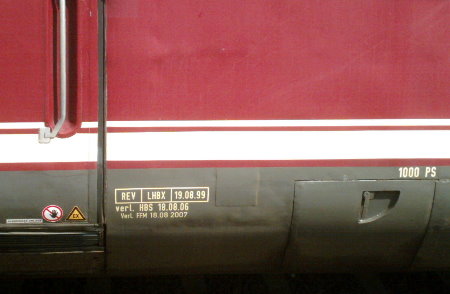 1000 PS
REV LHBX 19.08.99
verl. HBS 18.08.06
Verl. FFM 18.08 2007